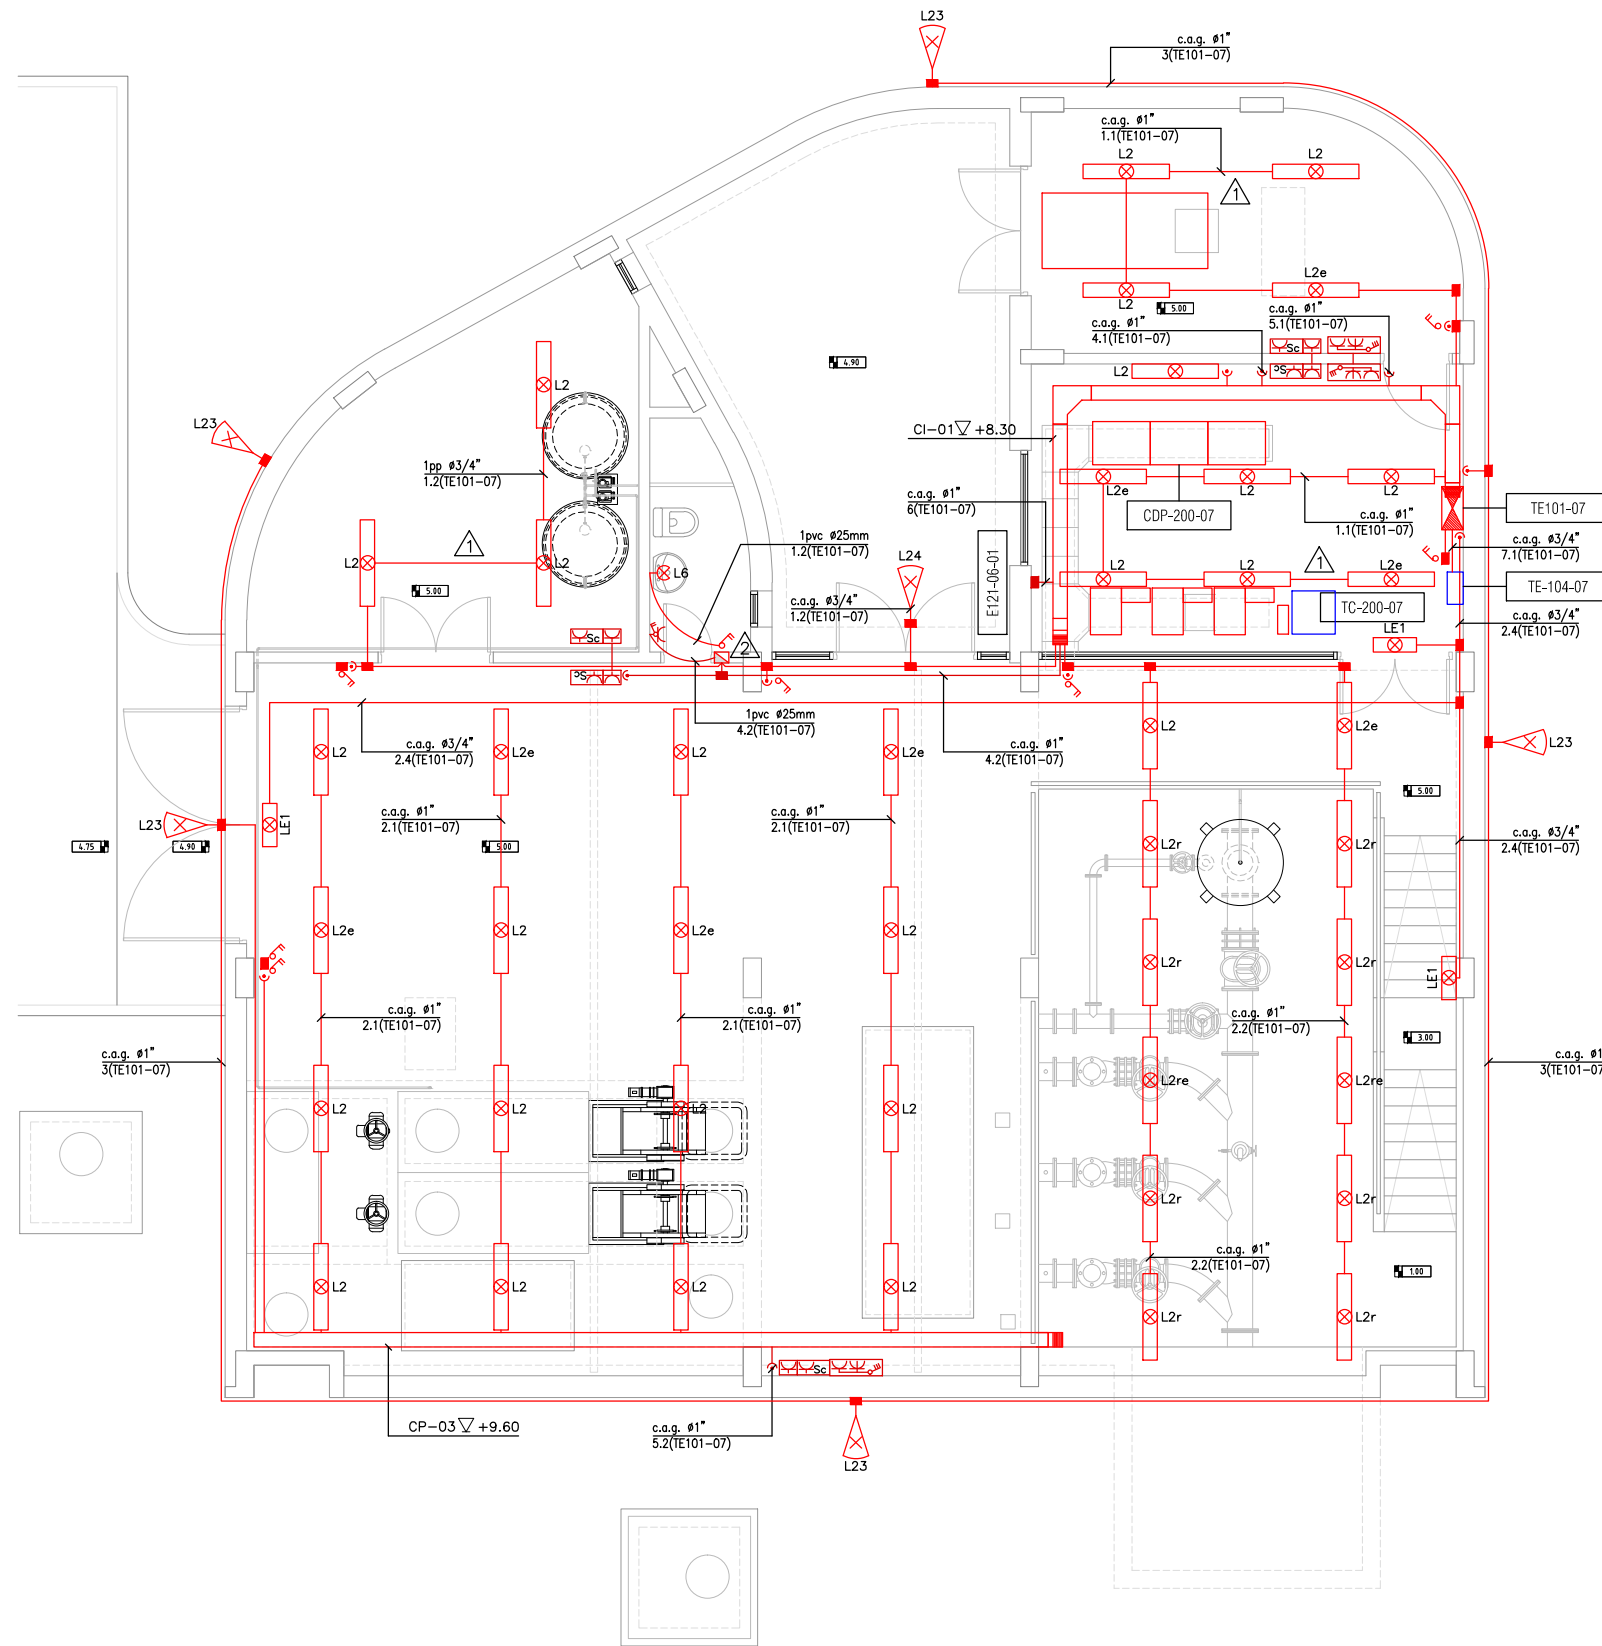 L23
c.a.g. ø1"
3(TE101-07)
c.a.g. ø1"
1.1(TE101-07)
L2
L2
1
L2
L2e
5.00
c.a.g. ø1"
5.1(TE101-07)
c.a.g. ø1"
4.1(TE101-07)
Sc
4.90
L2
Sc
L2
L23
CI-01 +8.30
1pp ø3/4"
1.2(TE101-07)
c.a.g. ø1"
6(TE101-07)
L2e
L2
L2
CDP-200-07
c.a.g. ø1"
1.1(TE101-07)
TE101-07
1pvc ø25mm
1.2(TE101-07)
1
L2
L2
L6
L24
E121-06-01
1
c.a.g. ø3/4"
7.1(TE101-07)
L2
L2
L2e
TE-104-07
5.00
c.a.g. ø3/4"
1.2(TE101-07)
TC-200-07
c.a.g. ø3/4"
2.4(TE101-07)
LE1
Sc
2
Sc
1pvc ø25mm
4.2(TE101-07)
c.a.g. ø3/4"
2.4(TE101-07)
c.a.g. ø1"
4.2(TE101-07)
L2
L2e
L23
L2
L2e
L2
L2e
5.00
L23
LE1
c.a.g. ø1"
2.1(TE101-07)
c.a.g. ø1"
2.1(TE101-07)
4.75
4.90
5.00
L2r
L2r
c.a.g. ø3/4"
2.4(TE101-07)
L2e
L2
L2e
L2
L2r
L2r
LE1
c.a.g. ø1"
2.1(TE101-07)
c.a.g. ø1"
2.1(TE101-07)
c.a.g. ø1"
2.2(TE101-07)
3.00
c.a.g. ø1"
3(TE101-07)
c.a.g. ø1
3(TE101-07
L2re
L2re
L2
L2
L2
L2
L2r
L2r
c.a.g. ø1"
2.2(TE101-07)
1.00
L2
L2
L2
L2
L2r
L2r
Sc
CP-03 +9.60
c.a.g. ø1"
5.2(TE101-07)
L23